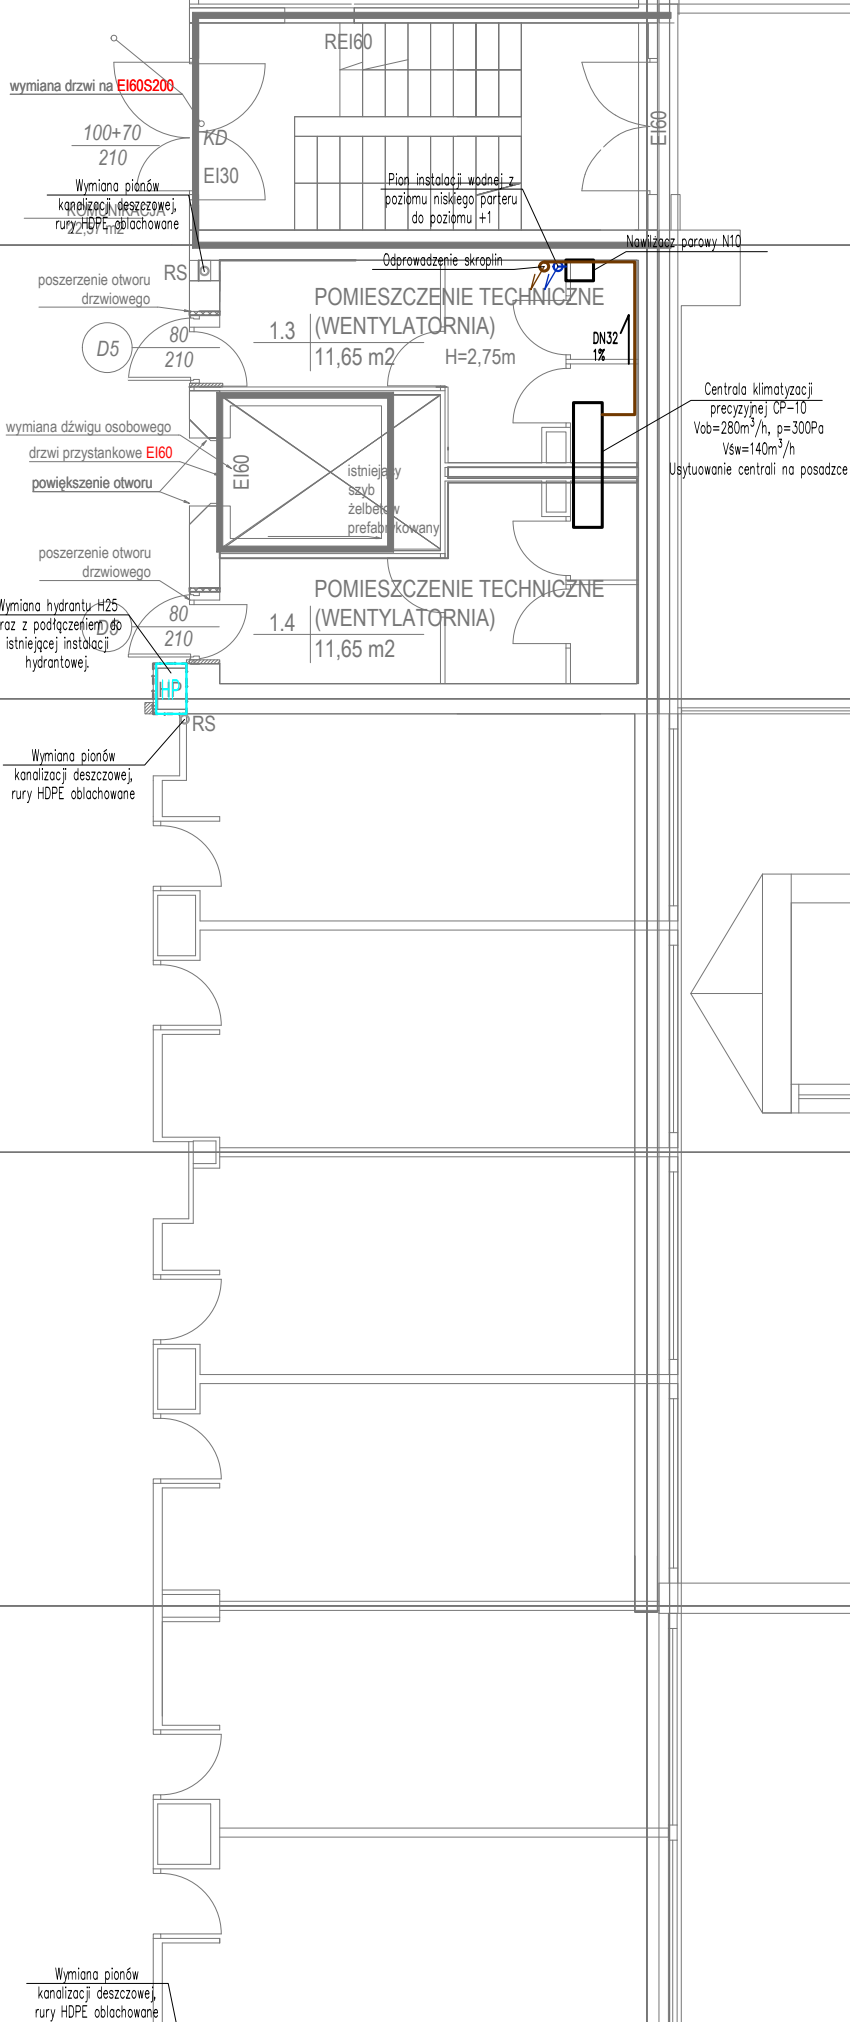 REI60
wymiana drzwi na EI60S200
100+70
210
KD
EI30
EI60
Wymiana pionów
kanalizacji deszczowej,
rury HDPE oblachowane
KOMUNIKACJA
22,57 m2
Pion instalacji wodnej z
poziomu niskiego parteru
do poziomu +1
Nawilżacz parowy N10
Odprowadzenie skroplin
RS
poszerzenie otworu
drzwiowego
D5
80
210
1.3
POMIESZCZENIE TECHNICZNE
(WENTYLATORNIA)
11,65 m2
H=2,75m
DN32
1%
Centrala klimatyzacji
precyzyjnej CP-10
Vob=280m³/h, p=300Pa
Vśw=140m³/h
Usytuowanie centrali na posadzce
wymiana dźwigu osobowego
drzwi przystankowe EI60
powiększenie otworu
EI60
istniejący
szyb
żelbetow
prefabrykowany
poszerzenie otworu
drzwiowego
Wymiana hydrantu H25
raz z podłączeniem do
istniejącej instalacji
hydrantowej.
D5
80
210
1.4
POMIESZCZENIE TECHNICZNE
(WENTYLATORNIA)
11,65 m2
HP
RS
Wymiana pionów
kanalizacji deszczowej,
rury HDPE oblachowane
Wymiana pionów
kanalizacji deszczowej,
rury HDPE oblachowane